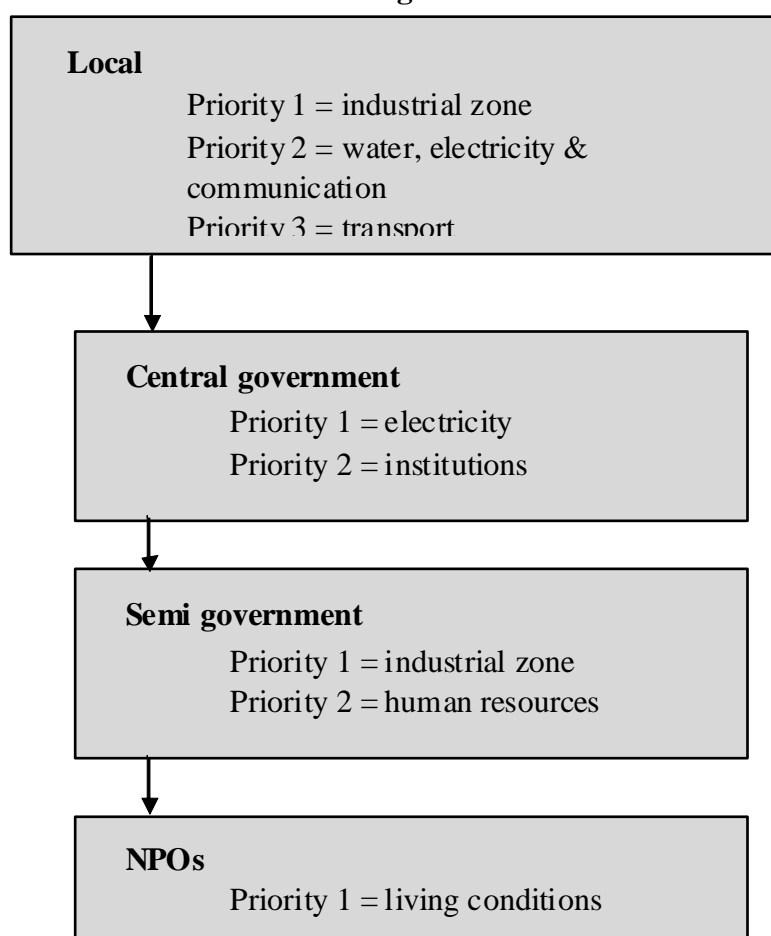 Local
Priority 1 = industrial zone
Priority 2 = water, electricity &
communication
Priority 3 = transport
Central government
Priority 1 = electricity
Priority 2 = institutions
Semi government
Priority 1 = industrial zone
Priority 2 = human resources
NPOs
Priority 1 = living conditions